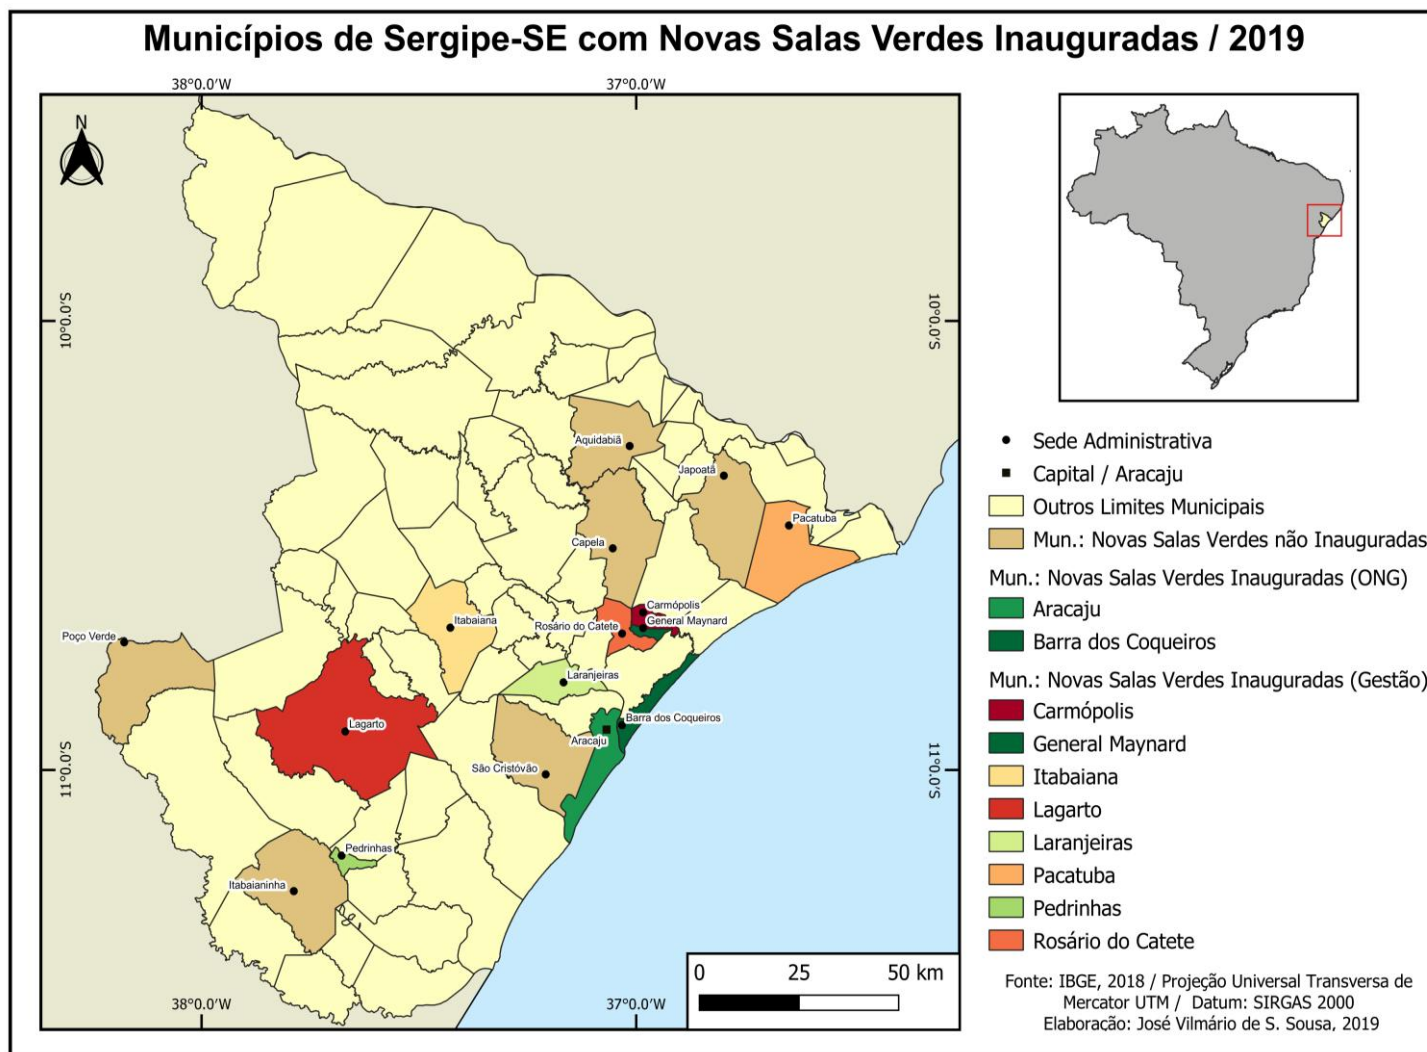 Municípios de Sergipe-SE com Novas Salas Verdes Inauguradas / 2019
38°0.0'W
37°0.0'W
N
10°0.0'S
10°0.0'S
Aquidabiã
Japoatã
Pacatuba
Capela
Carmópolis
General Maynard
Itabaiana
Rosário do Catete
Poço Verde
Laranjeiras
Lagarto
Barra dos Coqueiros
Aracaju
São Cristóvão
11°0.0'S
11°0.0'S
Pedrinhas
Itabaianinha
0 25 50 km
38°0.0'W
37°0.0'W
Sede Administrativa
Capital / Aracaju
Outros Limites Municipais
Mun.: Novas Salas Verdes não Inauguradas
Mun.: Novas Salas Verdes Inauguradas (ONG)
Aracaju
Barra dos Coqueiros
Mun.: Novas Salas Verdes Inauguradas (Gestão)
Carmópolis
General Maynard
Itabaiana
Lagarto
Laranjeiras
Pacatuba
Pedrinhas
Rosário do Catete
Fonte: IBGE, 2018 / Projeção Universal Transversa de
Mercator UTM / Datum: SIRGAS 2000
Elaboração: José Vilmário de S. Sousa, 2019